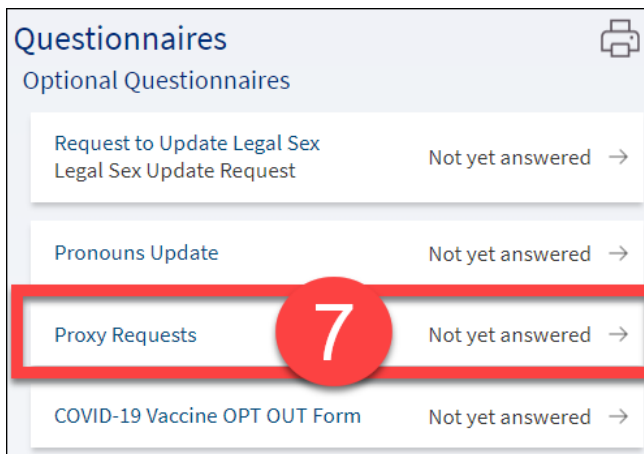 Questionnaires
Optional Questionnaires
Request to Update Legal Sex
Legal Sex Update Request
Not yet answered →
Pronouns Update
Not yet answered →
Proxy Requests
7
Not yet answered →
COVID-19 Vaccine OPT OUT Form
Not yet answered →